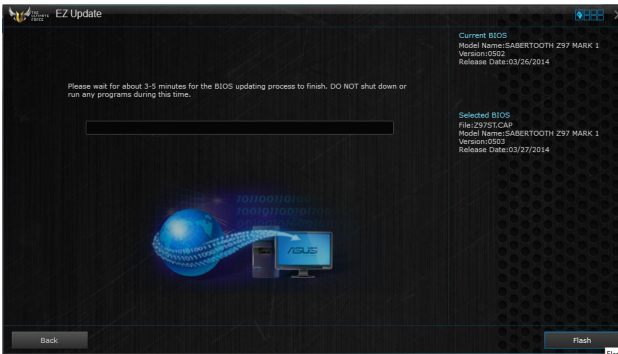 THE ULTIMATE FORCE
EZ Update
Current BIOS
Model Name:SABERTOOTH Z97 MARK 1
Version:0502
Release Date:03/26/2014
Please wait for about 3-5 minutes for the BIOS updating process to finish. DO NOT shut down or
run any programs during this time.
Selected BIOS
File:Z97ST.CAP
Model Name:SABERTOOTH Z97 MARK 1
Version:0503
Release Date:03/27/2014
ASUS
Back
Flash